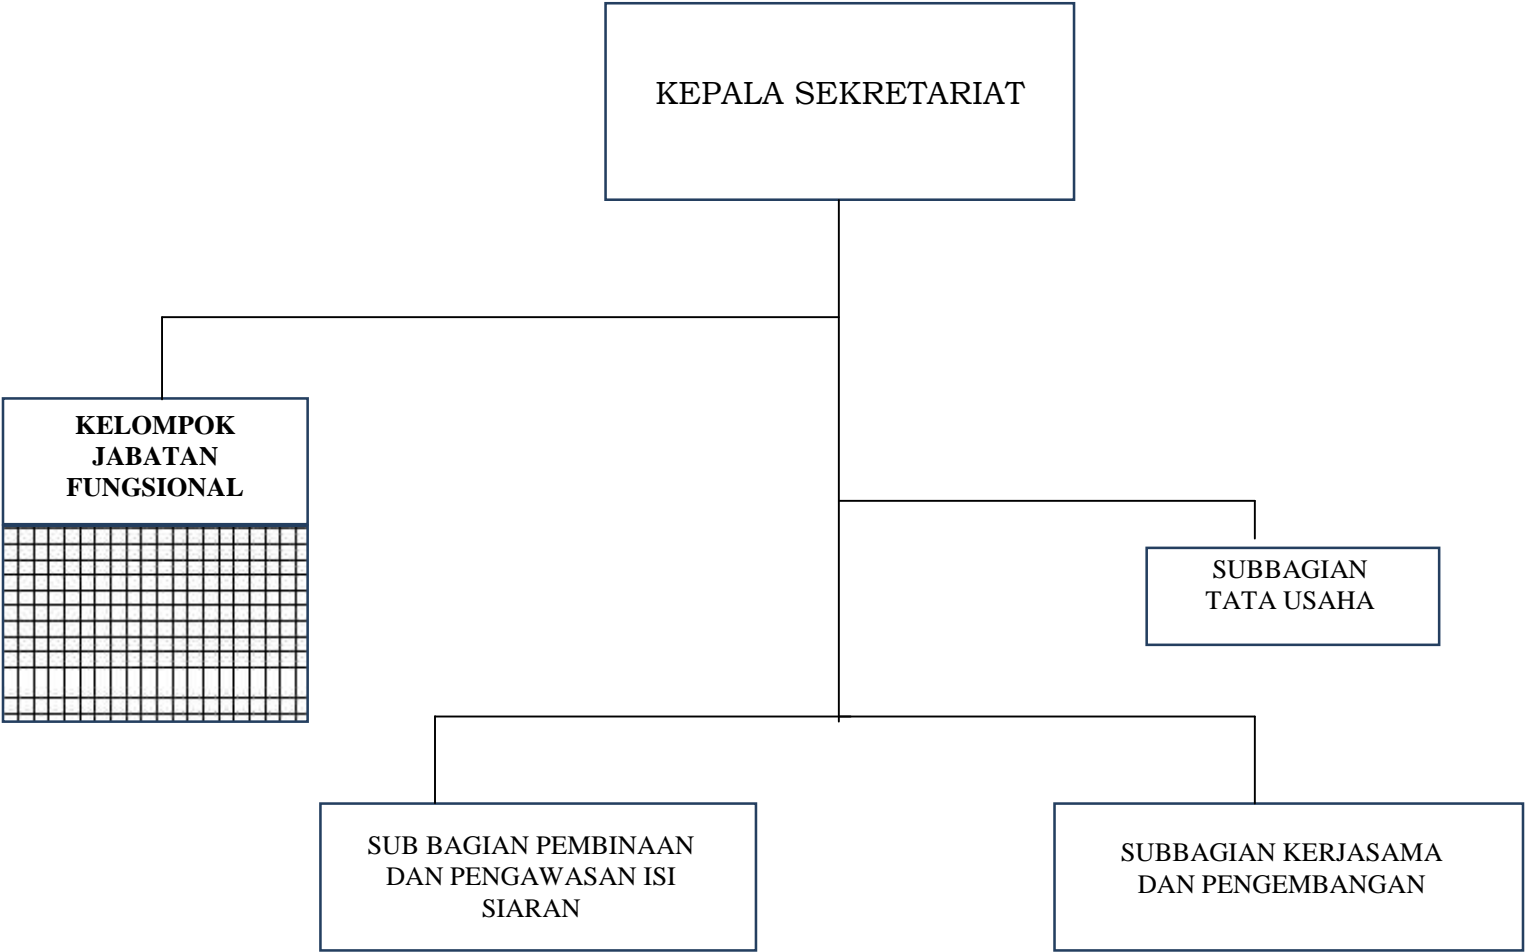 KEPALA SEKRETARIAT
KELOMPOK
JABATAN
FUNGSIONAL
SUBBAGIAN
TATA USAHA
SUB BAGIAN PEMBINAAN
DAN PENGAWASAN ISI
SIARAN
SUBBAGIAN KERJASAMA
DAN PENGEMBANGAN